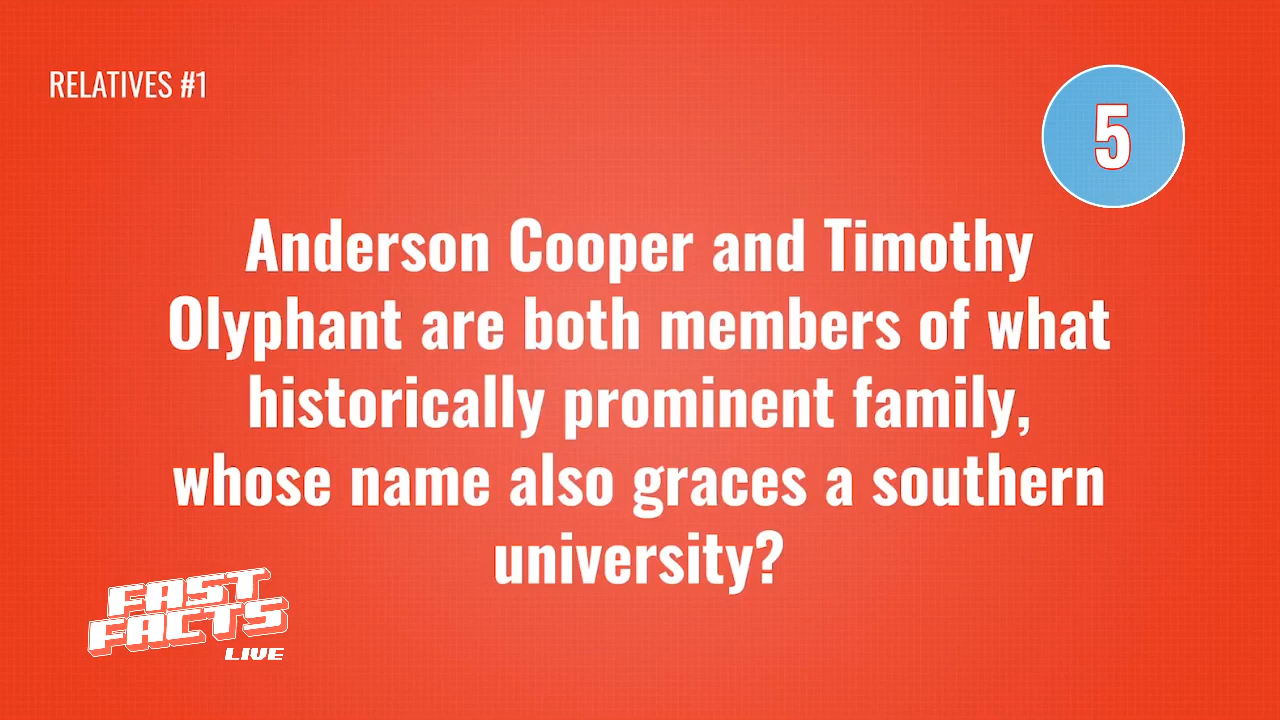 RELATIVES #1
5
Anderson Cooper and Timothy
Olyphant are both members of what
historically prominent family,
whose name also graces a southern
university?
FAST
FACTS
LIVE